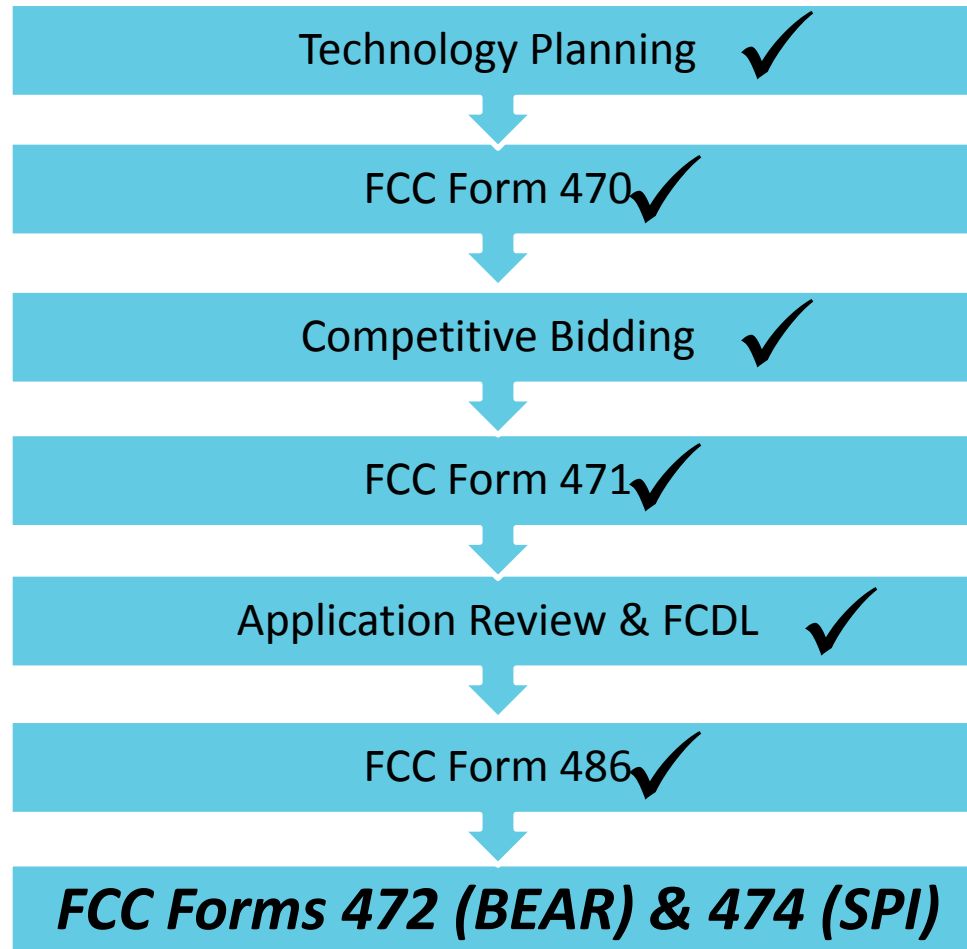 Technology Planning
FCC Form 470
Competitive Bidding
FCC Form 471
Application Review & FCDL
FCC Form 486
FCC Forms 472 (BEAR) & 474 (SPI)